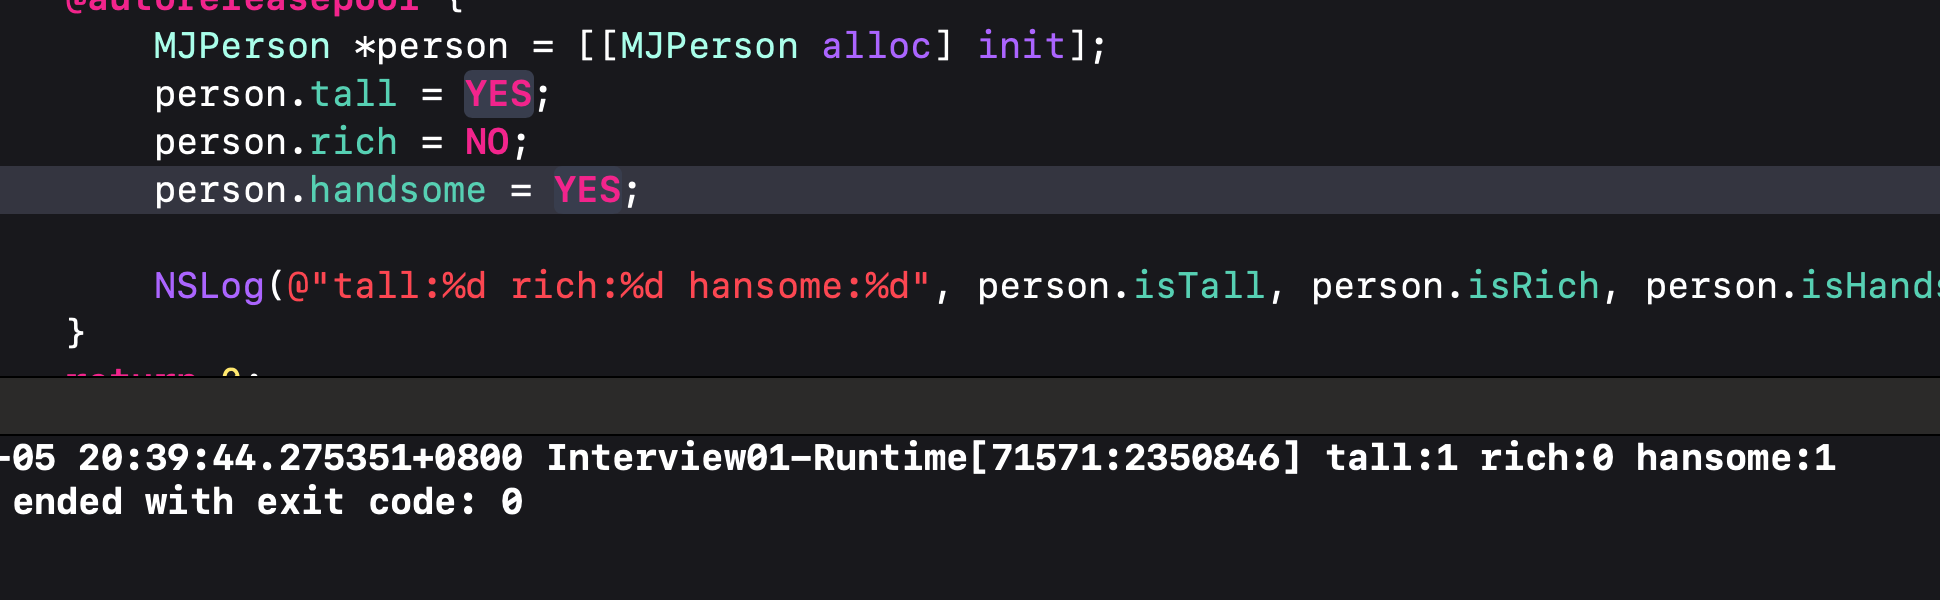 @autoreleasepool {
MJPerson *person = [[MJPerson alloc] init];
person.tall = YES;
person.rich = NO;
person.handsome = YES;
NSLog(@"tall:%d rich:%d hansome:%d", person.isTall, person.isRich, person.isHands
}
return 0;
-05 20:39:44.275351+0800 Interview01-Runtime[71571:2350846] tall:1 rich:0 hansome:1
ended with exit code: 0